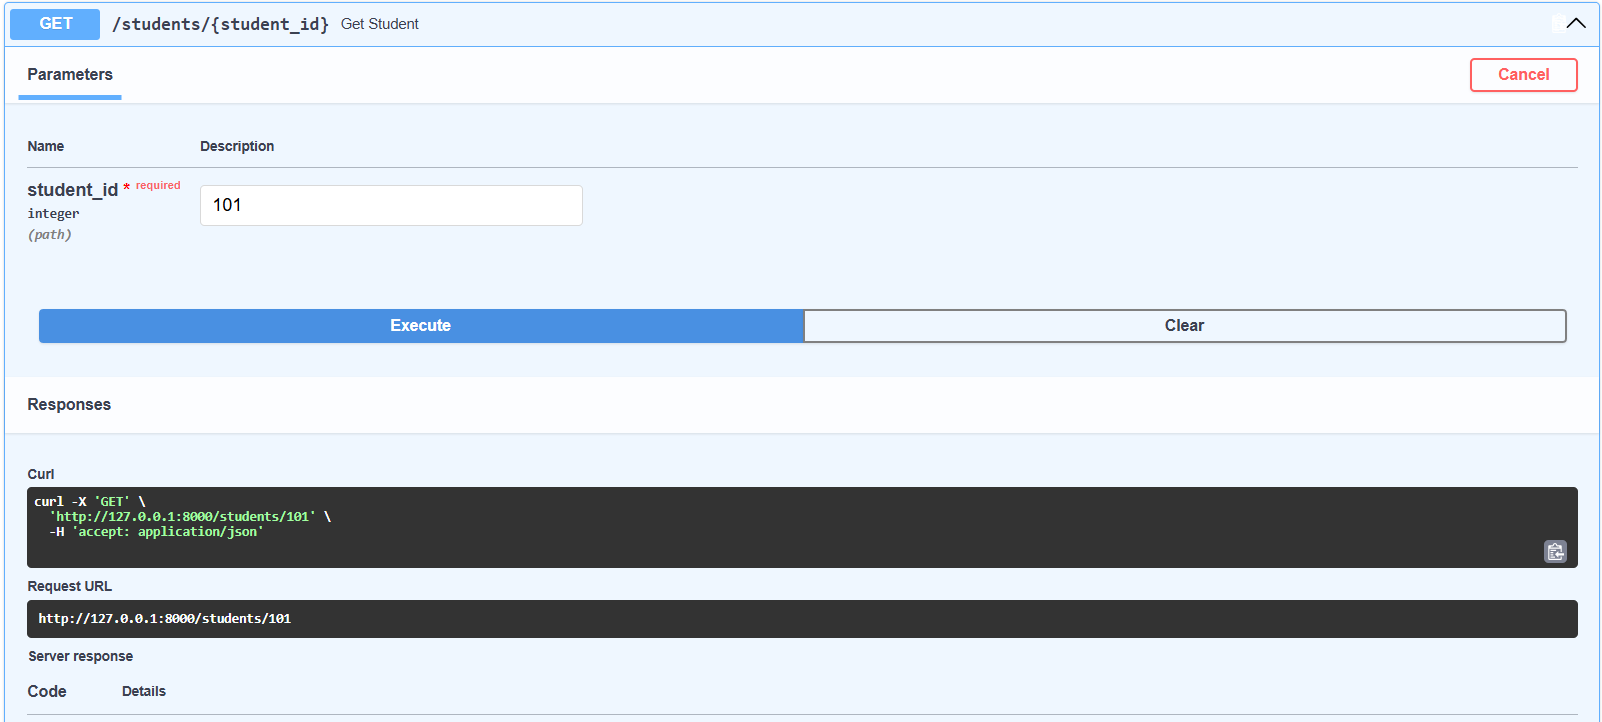 GET /students/{student_id} Get Student
Parameters
Cancel
Name Description
student_id * required
integer
(path)
101
Execute Clear
Responses
Curl
curl -X 'GET' \
'http://127.0.0.1:8000/students/101' \
-H 'accept: application/json'
Request URL
http://127.0.0.1:8000/students/101
Server response
Code Details